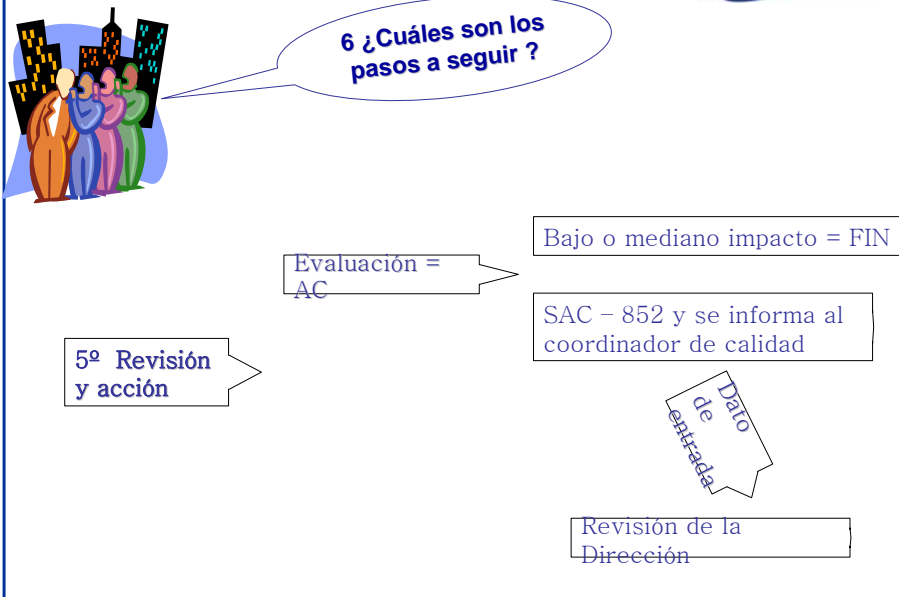 6 ¿Cuáles son los
pasos a seguir ?
Bajo o mediano impacto = FIN
Evaluación =
AC
SAC – 852 y se informa al
coordinador de calidad
5º Revisión
y acción
Dato
de
entrada
Revisión de la
Dirección